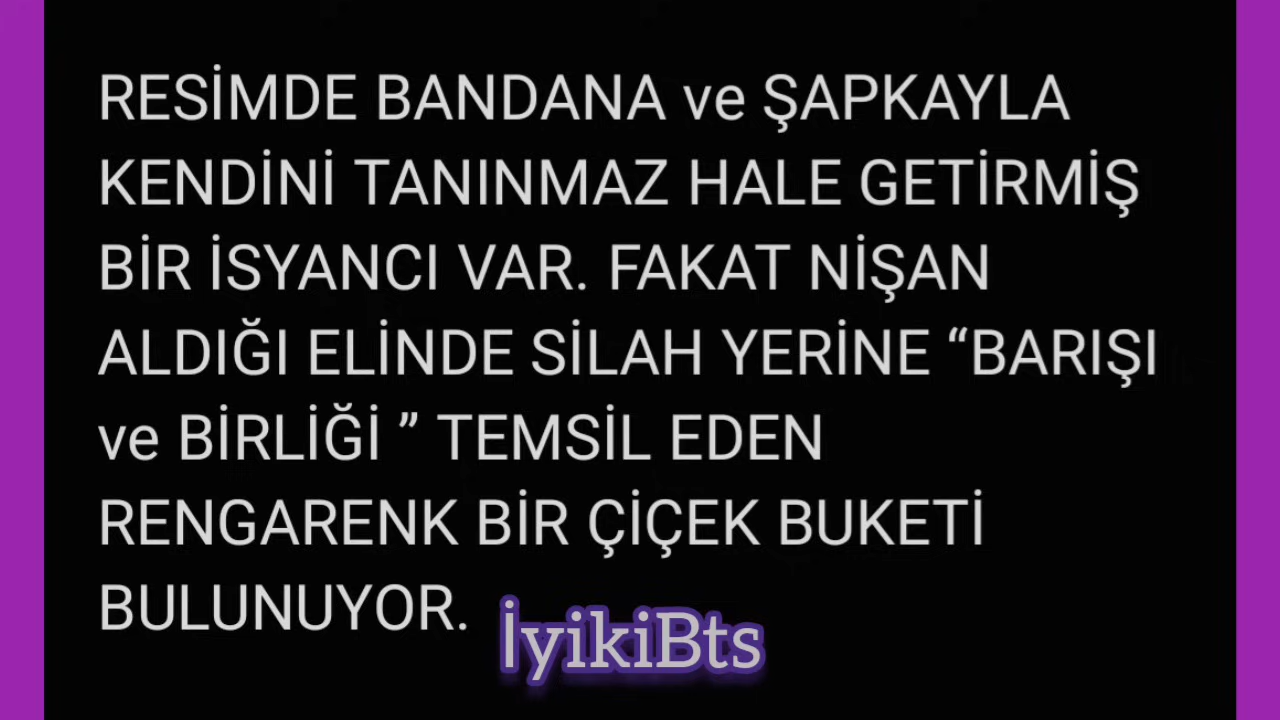 RESİMDE BANDANA ve ŞAPKAYLA
KENDİNİ TANINMAZ HALE GETİRMİŞ
BİR İSYANCI VAR. FAKAT NİŞAN
ALDIĞI ELİNDE SİLAH YERİNE “BARIŞI
ve BİRLİĞİ ” TEMSİL EDEN
RENGARENK BİR ÇİÇEK BUKETİ
BULUNUYOR.
İyikiBts